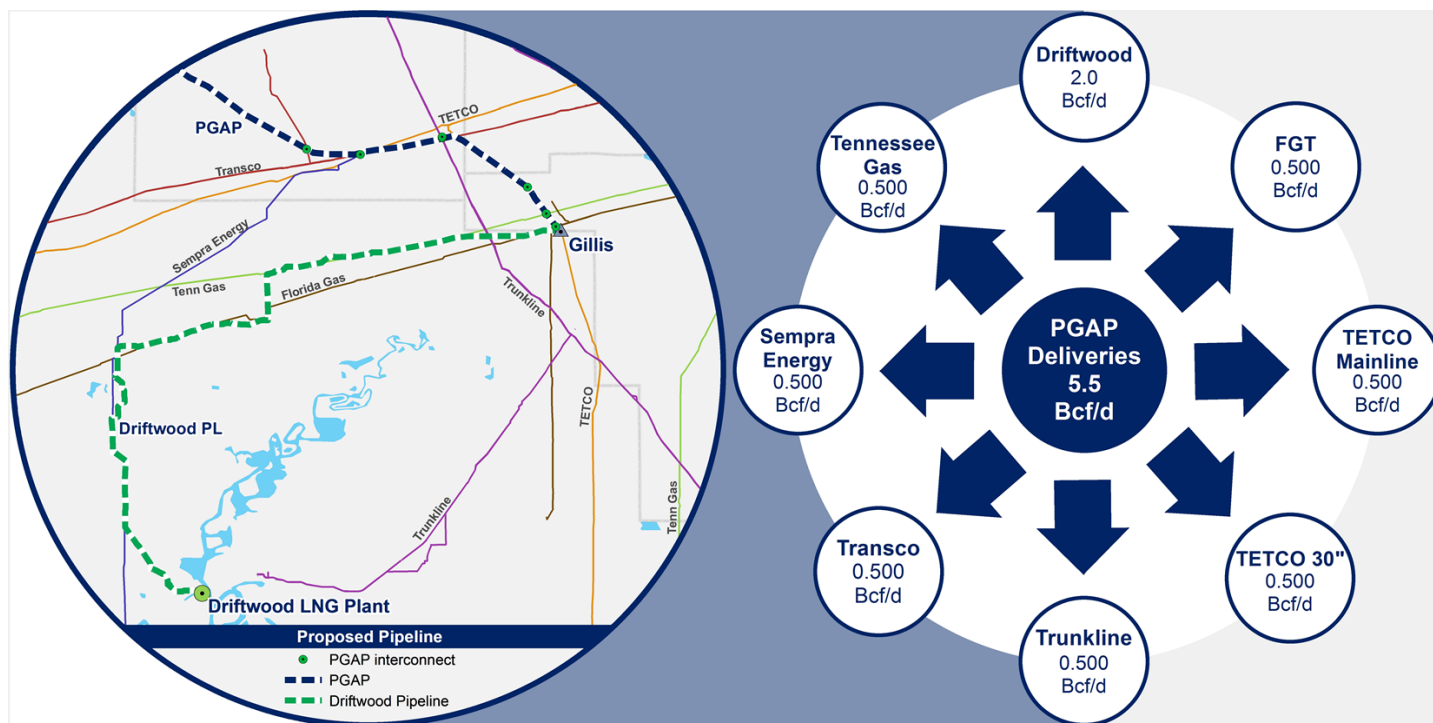 PGAP
TETCO
Transco
Sempra Energy
Gillis
Tenn Gas
Florida Gas
Trunkline
TETCO
Driftwood PL
Trunkline
Tenn Gas
Driftwood LNG Plant
Proposed Pipeline
PGAP interconnect
PGAP
Driftwood Pipeline
Driftwood
2.0
Bcf/d
FGT
0.500
Bcf/d
TETCO
Mainline
0.500
Bcf/d
TETCO 30"
0.500
Bcf/d
Trunkline
0.500
Bcf/d
Transco
0.500
Bcf/d
Sempra
Energy
0.500
Bcf/d
Tennessee
Gas
0.500
Bcf/d
PGAP
Deliveries
5.5
Bcf/d